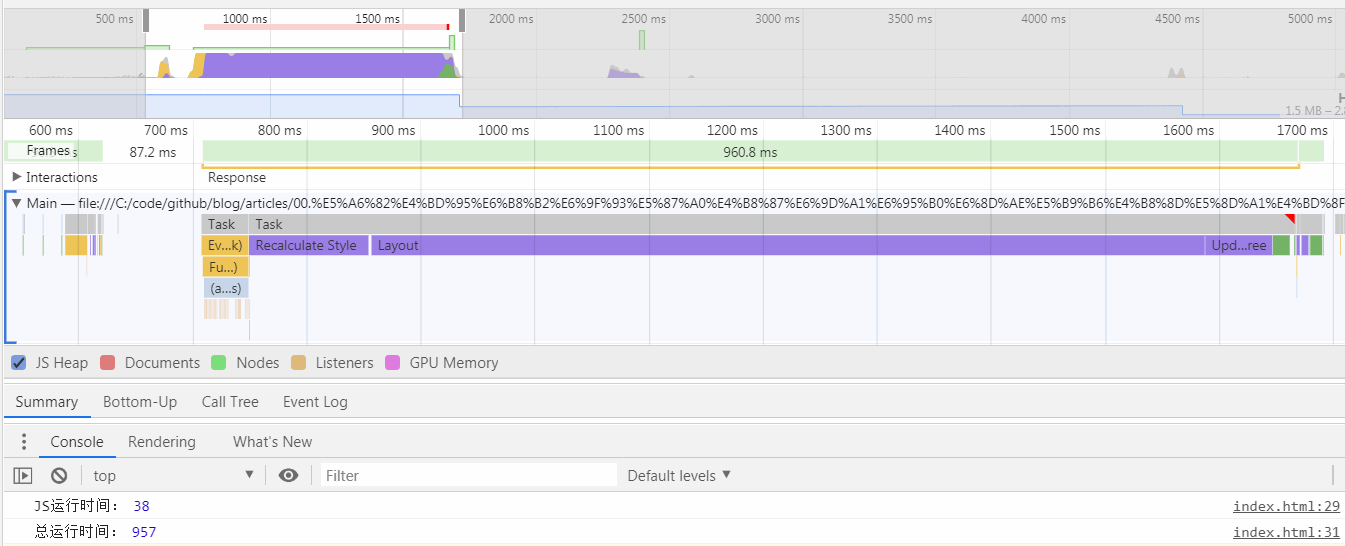 500 ms 1000 ms 1500 ms 2000 ms 2500 ms 3000 ms 3500 ms 4000 ms 4500 ms 5000 ms
H
1.5 MB – 2.8
600 ms 700 ms 800 ms 900 ms 1000 ms 1100 ms 1200 ms 1300 ms 1400 ms 1500 ms 1600 ms 1700 ms
Frames 87.2 ms 960.8 ms
Interactions Response
Main — file:///C:/code/github/blog/articles/00.%E5%A6%82%E4%BD%95%E6%B8%B2%E6%9F%93%E5%87%A0%E4%B8%87%E6%9D%A1%E6%95%B0%E6%8D%AE%E5%B9%B6%E4%B8%8D%E5%8D%A1%E4%BD%8F
Task Task
Ev...k) Recalculate Style Layout Upd...ree
Fu...)
(a...s)
JS Heap Documents Nodes Listeners GPU Memory
Summary Bottom-Up Call Tree Event Log
Console Rendering What's New
top Filter Default levels
JS运行时间： 38 index.html:29
总运行时间： 957 index.html:31